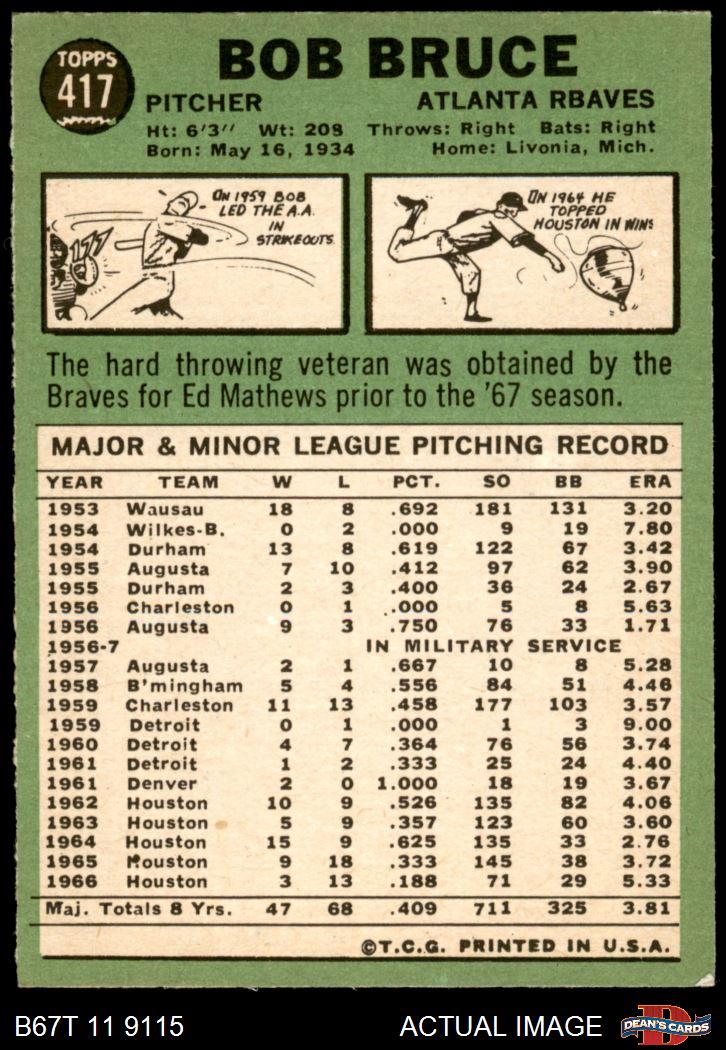 TOPPS
417
BOB BRUCE
PITCHER ATLANTA RBAVES
Ht: 6'3" Wt: 208 Throws: Right Bats: Right
Born: May 16, 1934 Home: Livonia, Mich.
ON 1959 BOB
LED THE A.A.
IN
STRIKEOUTS.
177
IN 1964 HE
TOPPED
HOUSTON IN WINS
The hard throwing veteran was obtained by the
Braves for Ed Mathews prior to the '67 season.
MAJOR & MINOR LEAGUE PITCHING RECORD
YEAR TEAM W L PCT. SO BB ERA
1953 Wausau 18 8 .692 181 131 3.20
1954 Wilkes-B. 0 2 .000 9 19 7.80
1954 Durham 13 8 .619 122 67 3.42
1955 Augusta 7 10 .412 97 62 3.90
1955 Durham 2 3 .400 36 24 2.67
1956 Charleston 0 1 .000 5 8 5.63
1956 Augusta 9 3 .750 76 33 1.71
1956-7 IN MILITARY SERVICE
1957 Augusta 2 1 .667 10 8 5.28
1958 B'mingham 5 4 .556 84 51 4.46
1959 Charleston 11 13 .458 177 103 3.57
1959 Detroit 0 1 .000 1 3 9.00
1960 Detroit 4 7 .364 76 56 3.74
1961 Detroit 1 2 .333 25 24 4.40
1961 Denver 2 0 1.000 18 19 3.67
1962 Houston 10 9 .526 135 82 4.06
1963 Houston 5 9 .357 123 60 3.60
1964 Houston 15 9 .625 135 33 2.76
1965 Houston 9 18 .333 145 38 3.72
1966 Houston 3 13 .188 71 29 5.33
Maj. Totals 8 Yrs. 47 68 .409 711 325 3.81
©T.C.G. PRINTED IN U.S.A.
B67T 11 9115 ACTUAL IMAGE
D
DEAN'S CARDS